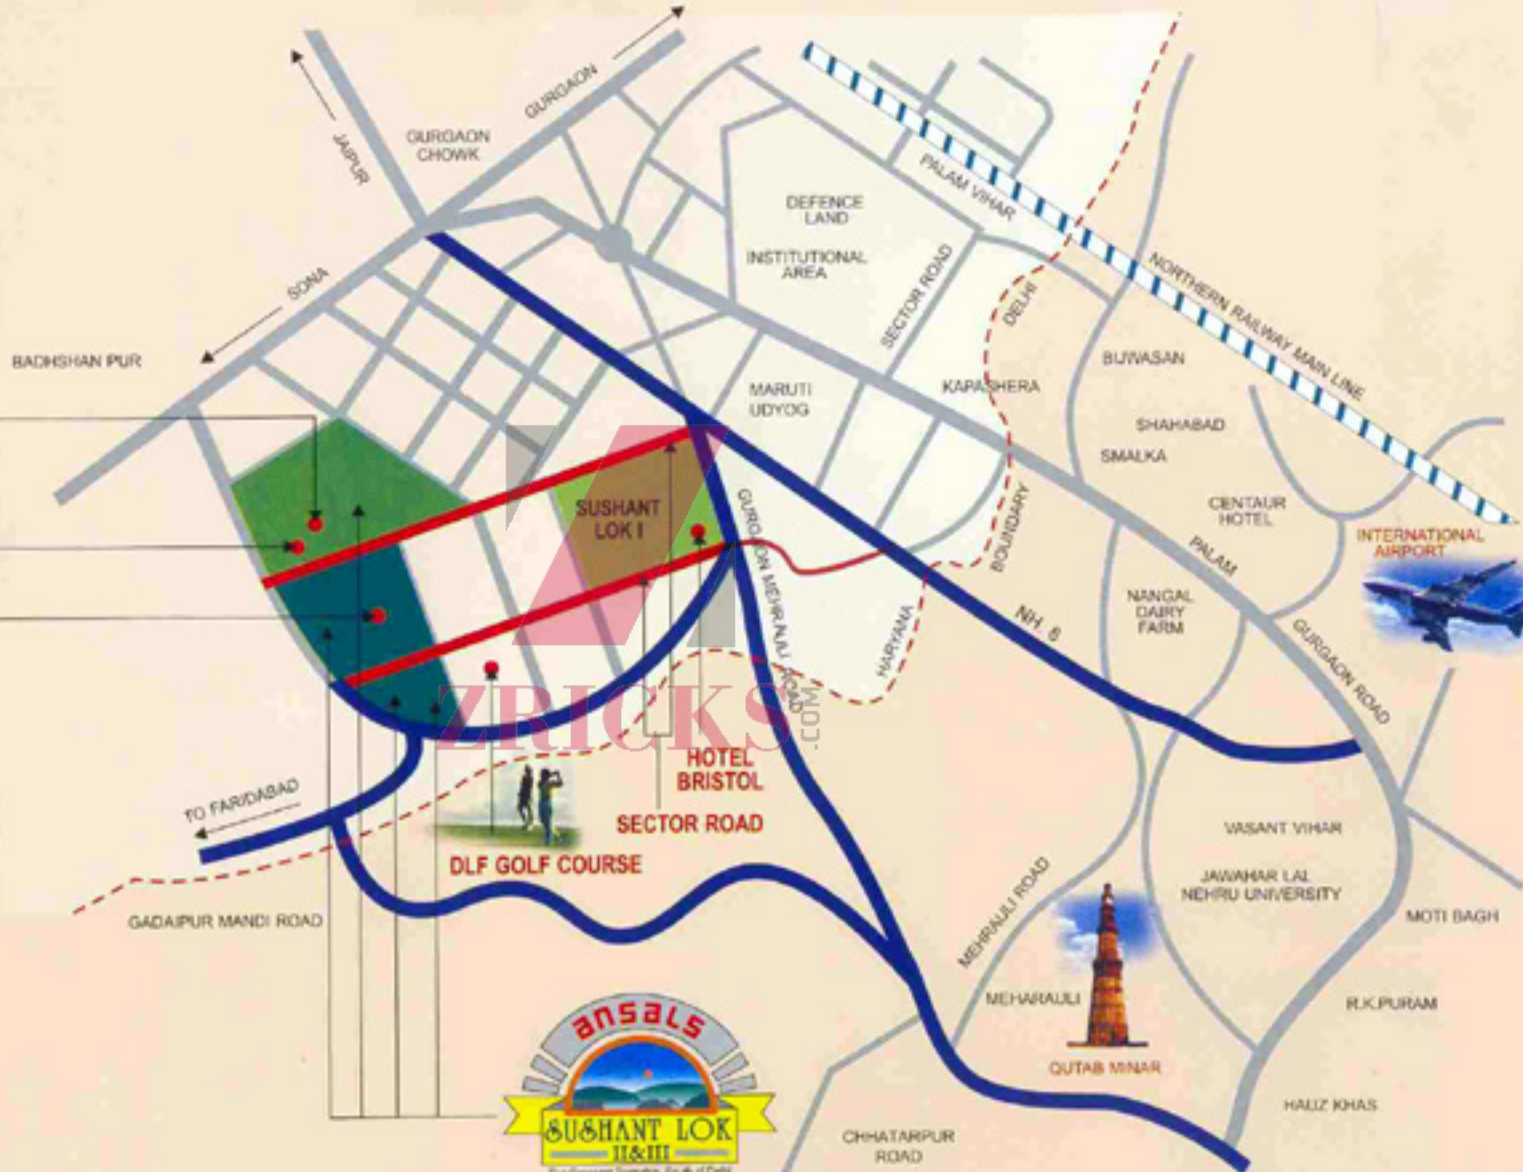 GURGAON
JAIPUR
GURGAON
CHOWK
SONA
BADHSHAN PUR
DEFENCE
LAND
INSTITUTIONAL
AREA
PALAM VIHAR
SECTOR ROAD
DELHI
NORTHERN RAILWAY MAIN LINE
BIJWASAN
KAPASHERA
MARUTI
UDYOG
SHAHABAD
SMALKA
CENTAUR
HOTEL
INTERNATIONAL
AIRPORT
PALAM
GURGAON ROAD
BOUNDARY
HARYANA
NANGAL
DAIRY
FARM
NH. 8
SUSHANT
LOK I
GURGAON MEHRAULI ROAD
ZRICKS
.COM
HOTEL
BRISTOL
SECTOR ROAD
DLF GOLF COURSE
TO FARIDABAD
GADAIPUR MANDI ROAD
VASANT VIHAR
JAWAHAR LAL
NEHRU UNIVERSITY
MOTI BAGH
MEHRAULI ROAD
MEHARAULI
QUTAB MINAR
R.K.PURAM
HAUZ KHAS
CHHATARPUR
ROAD
ansals
SUSHANT LOK
II&III